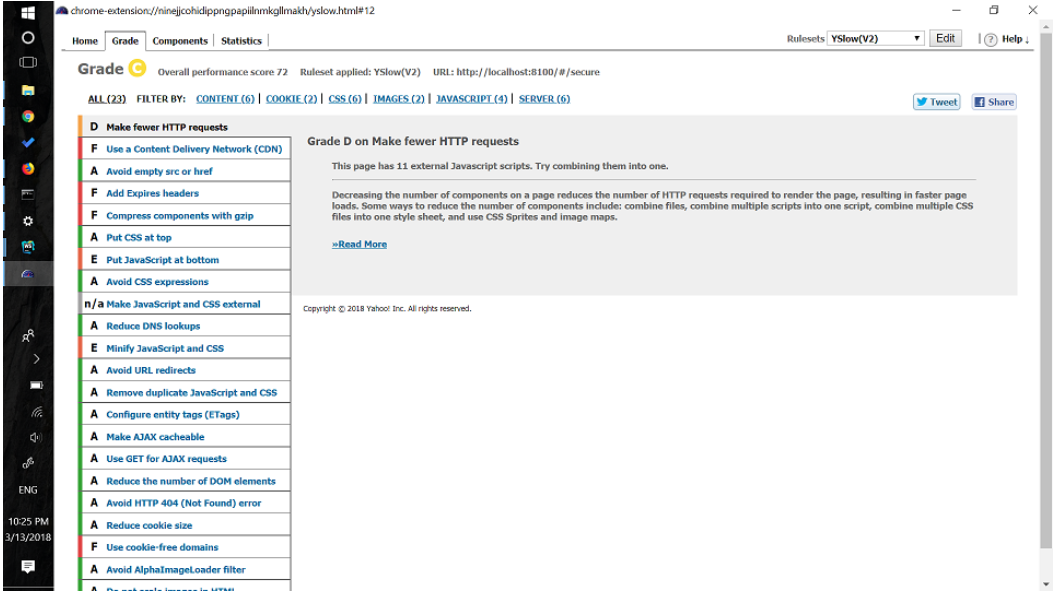 chrome-extension://ninejjcohidippngpapiilnmkgllmakh/yslow.html#12
Home Grade Components Statistics
Rulesets YSlow(V2) Edit ? Help ↓
Grade C Overall performance score 72 Ruleset applied: YSlow(V2) URL: http://localhost:8100/#/secure
ALL (23) FILTER BY: CONTENT (6) | COOKIE (2) | CSS (6) | IMAGES (2) | JAVASCRIPT (4) | SERVER (6)
Tweet Share
D Make fewer HTTP requests
F Use a Content Delivery Network (CDN)
A Avoid empty src or href
F Add Expires headers
F Compress components with gzip
A Put CSS at top
E Put JavaScript at bottom
A Avoid CSS expressions
n/a Make JavaScript and CSS external
A Reduce DNS lookups
E Minify JavaScript and CSS
A Avoid URL redirects
A Remove duplicate JavaScript and CSS
A Configure entity tags (ETags)
A Make AJAX cacheable
A Use GET for AJAX requests
A Reduce the number of DOM elements
A Avoid HTTP 404 (Not Found) error
A Reduce cookie size
F Use cookie-free domains
A Avoid AlphaImageLoader filter
A Do not scale images in HTML
Grade D on Make fewer HTTP requests
This page has 11 external Javascript scripts. Try combining them into one.
Decreasing the number of components on a page reduces the number of HTTP requests required to render the page, resulting in faster page
loads. Some ways to reduce the number of components include: combine files, combine multiple scripts into one script, combine multiple CSS
files into one style sheet, and use CSS Sprites and image maps.
»Read More
Copyright © 2018 Yahoo! Inc. All rights reserved.
ENG
10:25 PM
3/13/2018